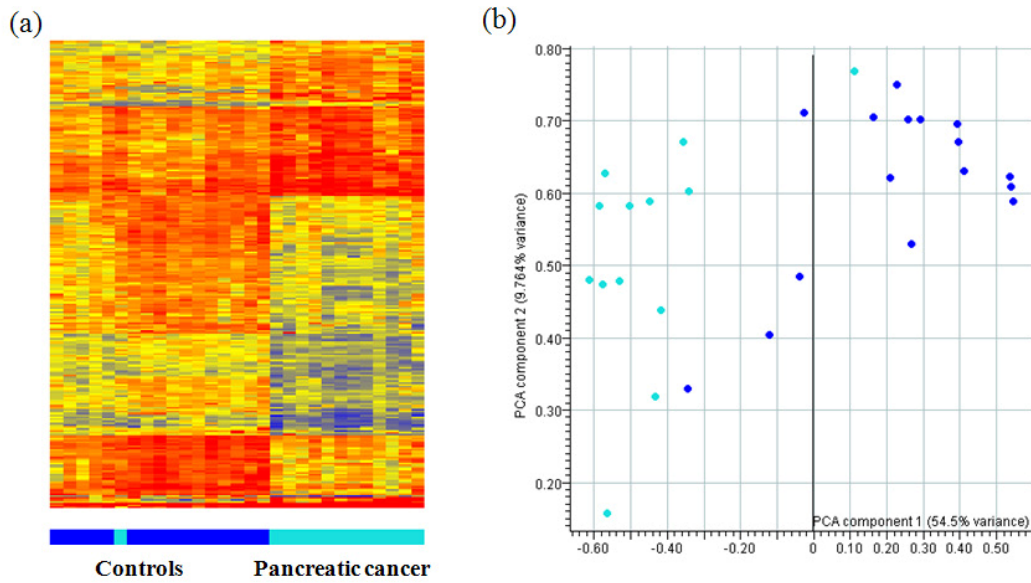 (a)
Controls Pancreatic cancer
(b)
PCA component 2 (9.764% variance)
0.80
0.70
0.60
0.50
0.40
0.30
0.20
PCA component 1 (54.5% variance)
-0.60 -0.40 -0.20 0 0.10 0.20 0.30 0.40 0.50